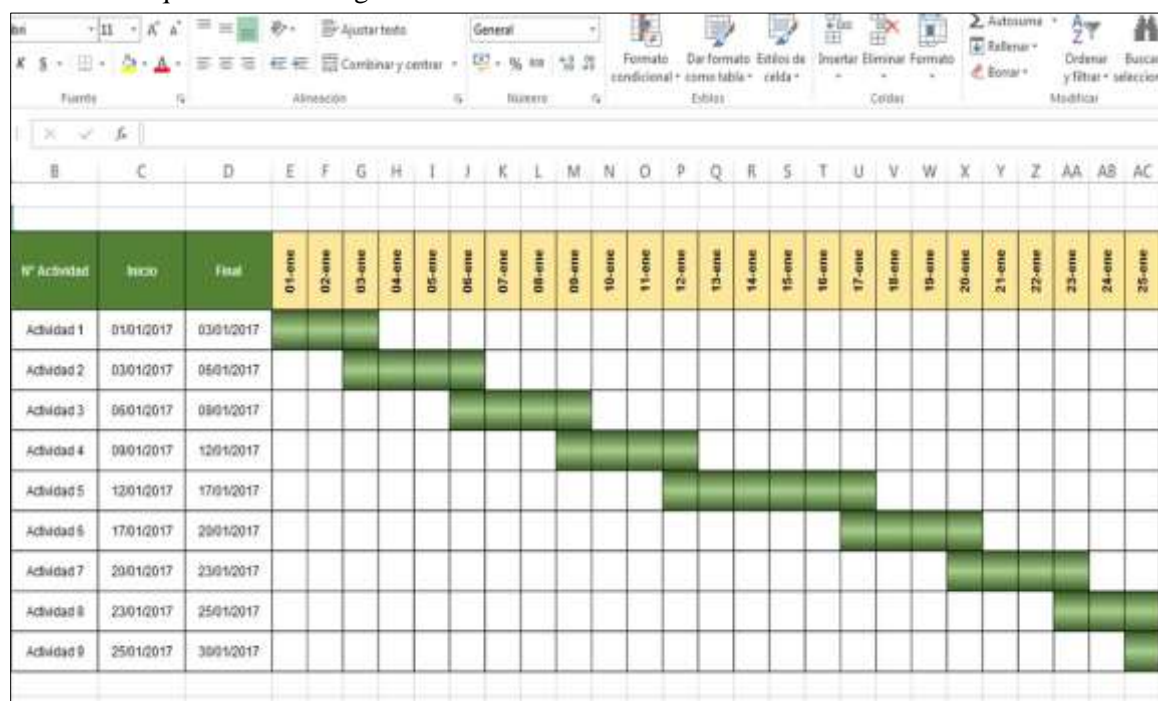 bri 11 A A Ajustar texto General
K S A Combinar y centrar % 000
Formato condicional Dar formato como tabla Estilos de celda Insertar Eliminar Formato
Autosuma Rellenar Borrar Ordenar y filtrar Buscar seleccion
Fuente Alineación Número Estilos Celdas Modificar
fx
B C D E F G H I J K L M N O P Q R S T U V W X Y Z AA AB AC
N° Actividad Inicio Final 01-ene 02-ene 03-ene 04-ene 05-ene 06-ene 07-ene 08-ene 09-ene 10-ene 11-ene 12-ene 13-ene 14-ene 15-ene 16-ene 17-ene 18-ene 19-ene 20-ene 21-ene 22-ene 23-ene 24-ene 25-ene
Actividad 1 01/01/2017 03/01/2017
Actividad 2 03/01/2017 06/01/2017
Actividad 3 06/01/2017 09/01/2017
Actividad 4 09/01/2017 12/01/2017
Actividad 5 12/01/2017 17/01/2017
Actividad 6 17/01/2017 20/01/2017
Actividad 7 20/01/2017 23/01/2017
Actividad 8 23/01/2017 25/01/2017
Actividad 9 25/01/2017 30/01/2017